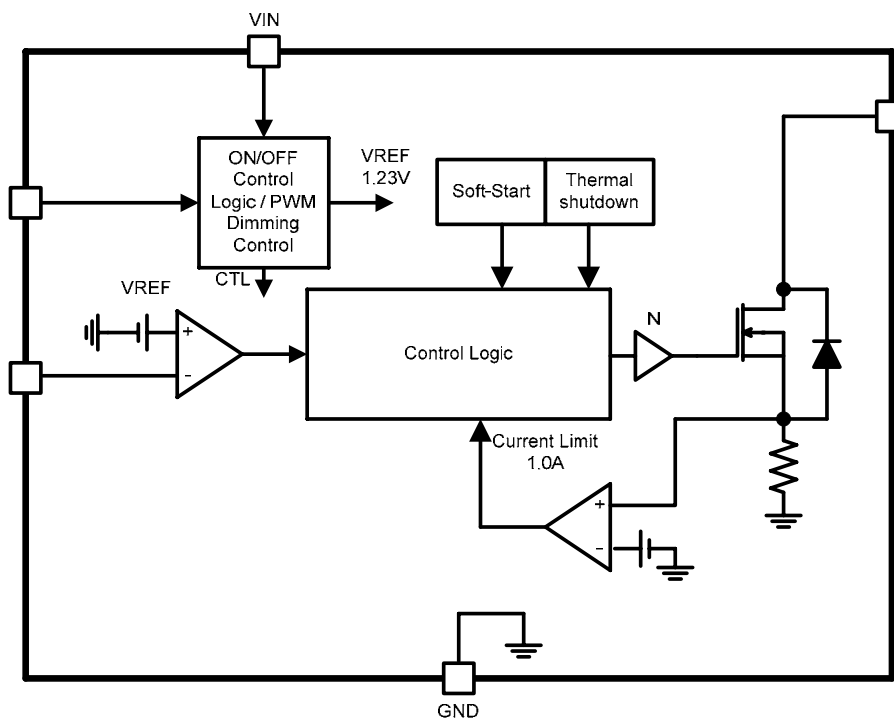 VIN
ON/OFF
Control
Logic / PWM
Dimming
Control
VREF
1.23V
Soft-Start
Thermal
shutdown
CTL
VREF
+
-
Control Logic
N
Current Limit
1.0A
+
-
GND